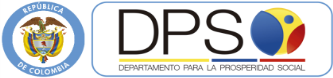 REPÚBLICA
DE COLOMBIA
DPS
DEPARTAMENTO PARA LA PROSPERIDAD SOCIAL